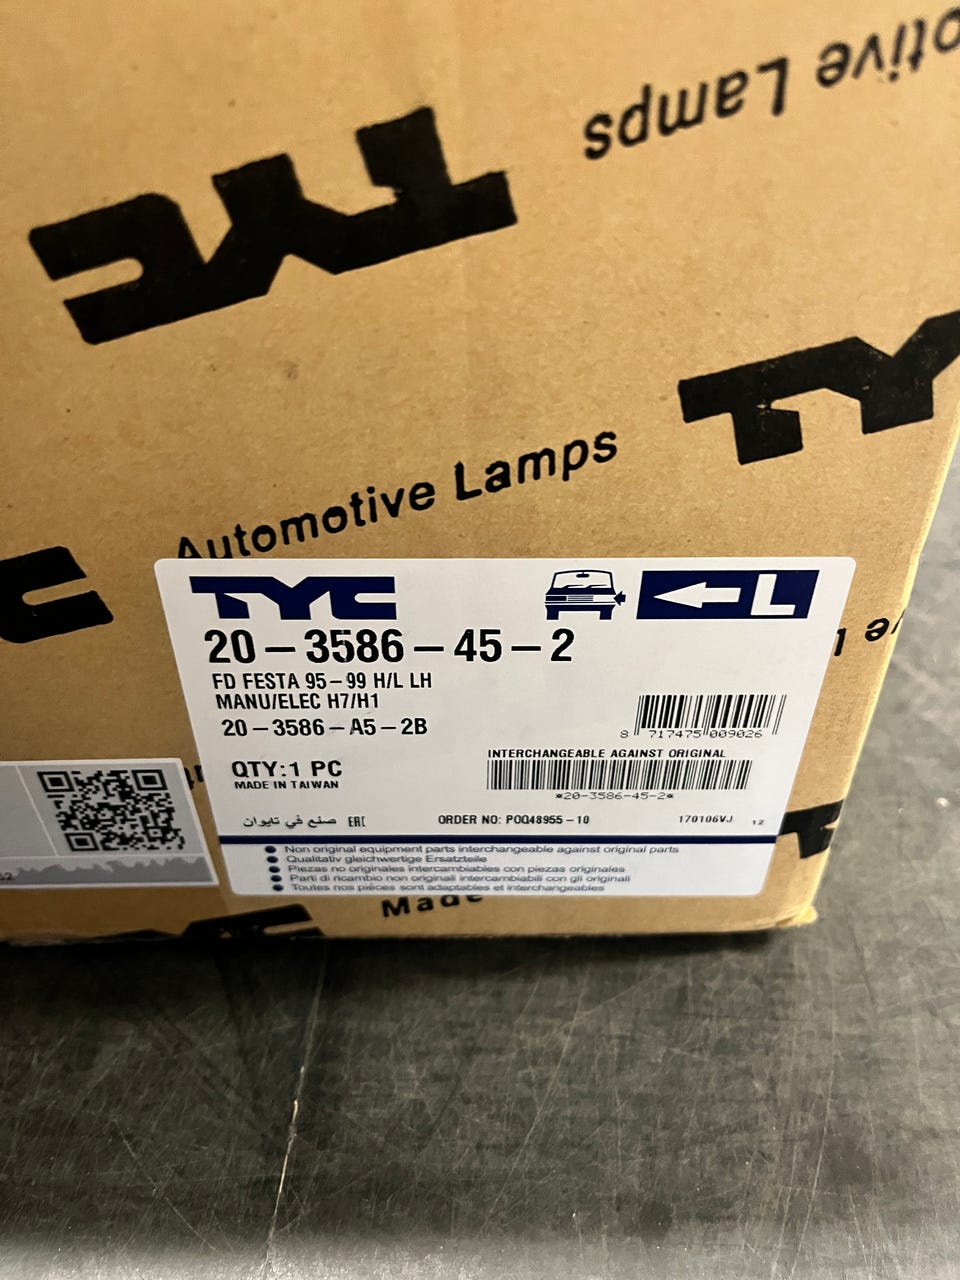 Automotive Lamps
TYC
TYC
Automotive Lamps
TYC
L
20-3586-45-2
FD FESTA 95-99 H/L LH
MANU/ELEC H7/H1
20-3586-A5-2B
8 717475 009026
INTERCHANGEABLE AGAINST ORIGINAL
QTY:1 PC
MADE IN TAIWAN
*20-3586-45-2*
صنع في تايوان EAC
ORDER NO: POQ48955-10
170106VJ 12
Non original equipment parts interchangeable against original parts
Qualitativ gleichwertige Ersatzteile
Piezas no originales intercambiables con piezas originales
Parti di ricambio non originali intercambiabili con gli originali
Toutes nos pièces sont adaptables et interchangeables
Made